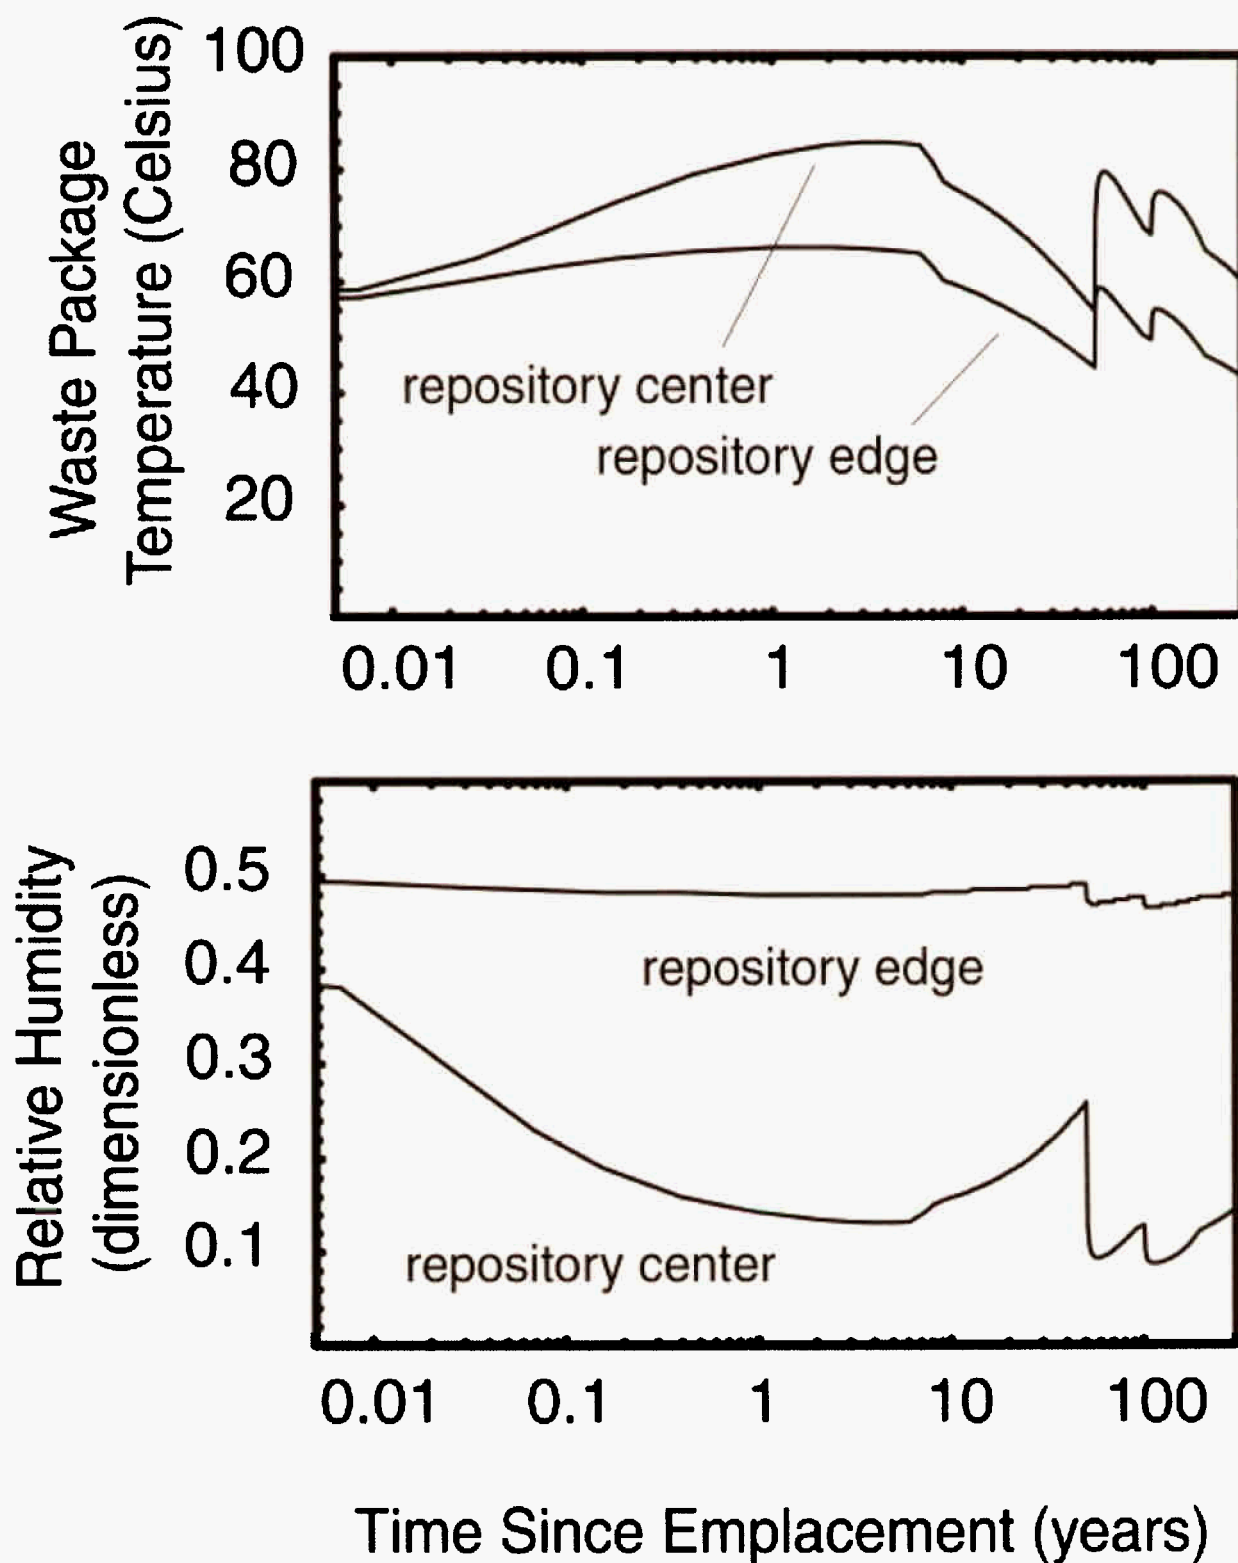 Waste Package
Temperature (Celsius)
100
80
60
40
20
repository center
repository edge
0.01 0.1 1 10 100
Relative Humidity
(dimensionless)
0.5
0.4
0.3
0.2
0.1
repository edge
repository center
0.01 0.1 1 10 100
Time Since Emplacement (years)